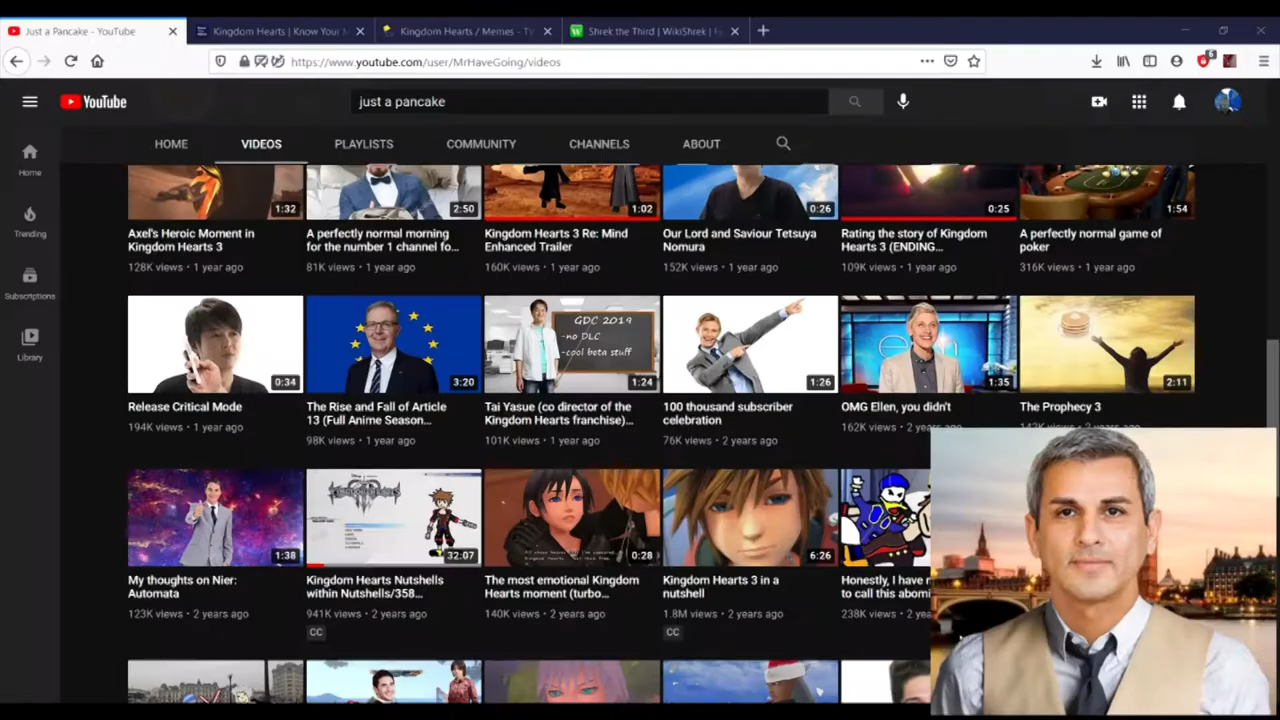 Just a Pancake - YouTube
Kingdom Hearts | Know Your M
Kingdom Hearts / Memes - T
Shrek the Third | WikiShrek | F
https://www.youtube.com/user/MrHaveGoing/videos
6
YouTube
just a pancake
HOME
VIDEOS
PLAYLISTS
COMMUNITY
CHANNELS
ABOUT
Home
Trending
Subscriptions
Library
1:32
2:50
1:02
0:26
0:25
1:54
Axel's Heroic Moment in
Kingdom Hearts 3
128K views • 1 year ago
A perfectly normal morning
for the number 1 channel fo...
81K views • 1 year ago
Kingdom Hearts 3 Re: Mind
Enhanced Trailer
160K views • 1 year ago
Our Lord and Saviour Tetsuya
Nomura
152K views • 1 year ago
Rating the story of Kingdom
Hearts 3 (ENDING...
109K views • 1 year ago
A perfectly normal game of
poker
316K views • 1 year ago
0:34
3:20
GDC 2019
-no DLC
-cool beta stuff
1:24
1:26
1:35
2:11
Release Critical Mode
194K views • 1 year ago
The Rise and Fall of Article
13 (Full Anime Season...
98K views • 1 year ago
Tai Yasue (co director of the
Kingdom Hearts franchise)...
101K views • 1 year ago
100 thousand subscriber
celebration
76K views • 2 years ago
OMG Ellen, you didn't
162K views • 2 years ago
The Prophecy 3
142K views • 2 years ago
1:38
32:07
0:28
6:26
My thoughts on Nier:
Automata
123K views • 2 years ago
Kingdom Hearts Nutshells
within Nutshells/358...
941K views • 2 years ago
CC
The most emotional Kingdom
Hearts moment (turbo...
140K views • 2 years ago
Kingdom Hearts 3 in a
nutshell
1.8M views • 2 years ago
CC
Honestly, I have
to call this abomi
238K views • 2 years